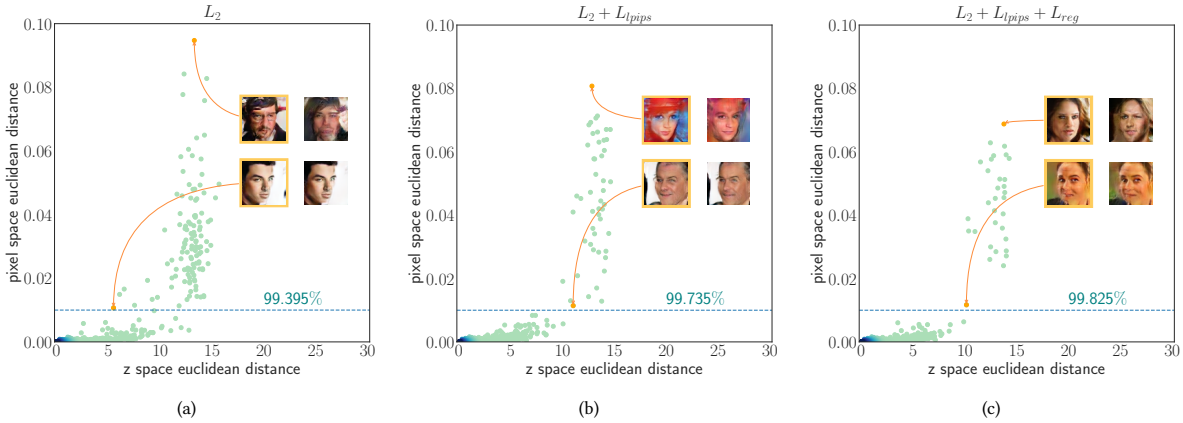 L2
0.10
0.08
0.06
0.04
0.02
0.00
0 5 10 15 20 25 30
pixel space euclidean distance
z space euclidean distance
99.395%
(a)
L2 + Llpips
0.10
0.08
0.06
0.04
0.02
0.00
0 5 10 15 20 25 30
pixel space euclidean distance
z space euclidean distance
99.735%
(b)
L2 + Llpips + Lreg
0.10
0.08
0.06
0.04
0.02
0.00
0 5 10 15 20 25 30
pixel space euclidean distance
z space euclidean distance
99.825%
(c)